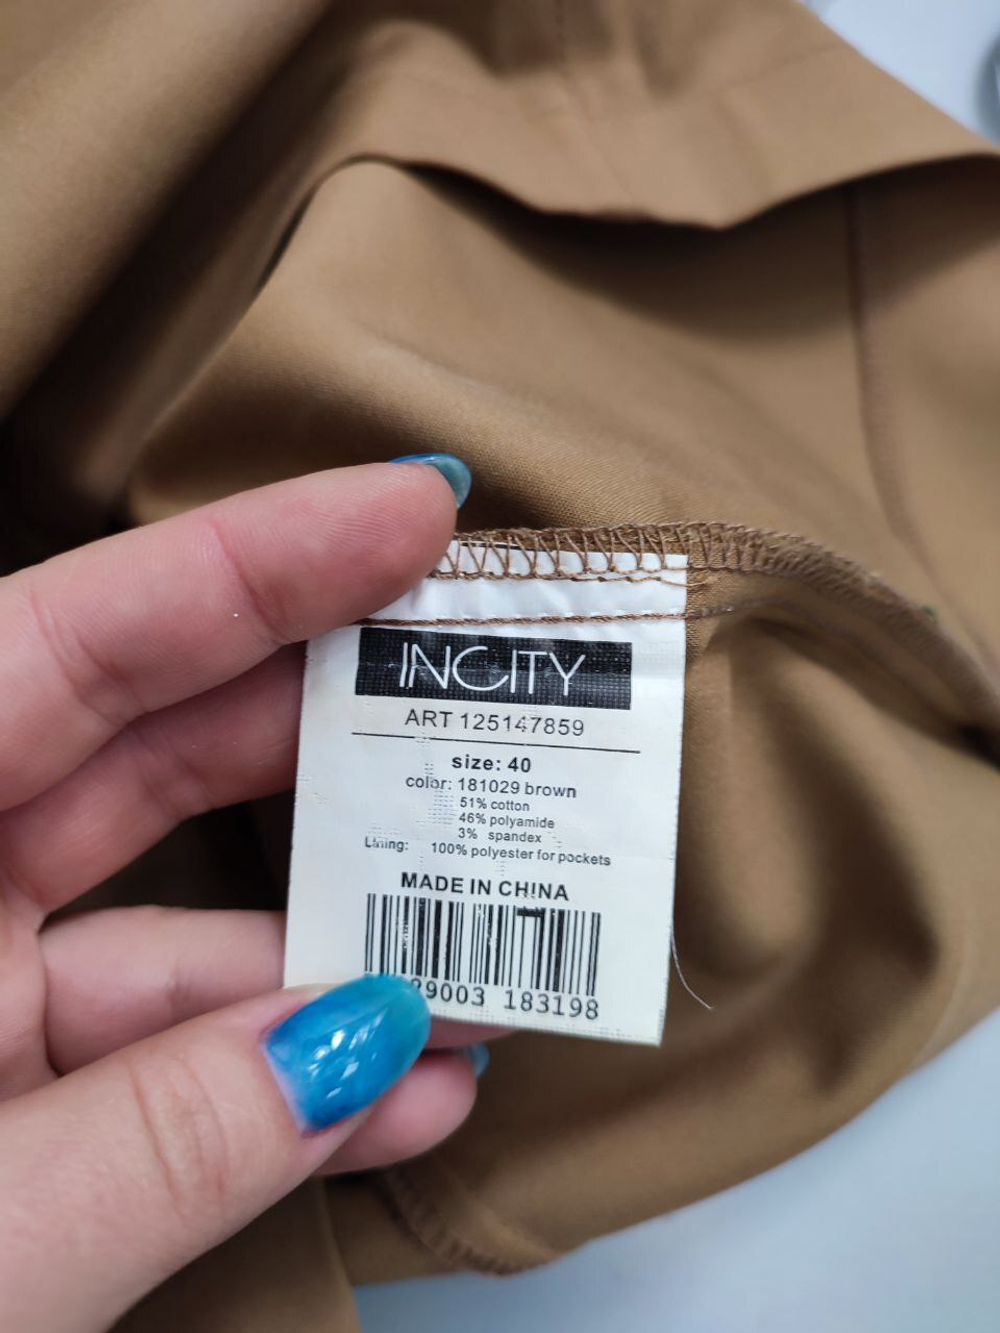 INCITY
ART 125147859
size: 40
color: 181029 brown
51% cotton
46% polyamide
3% spandex
Lining: 100% polyester for pockets
MADE IN CHINA
29003 183198